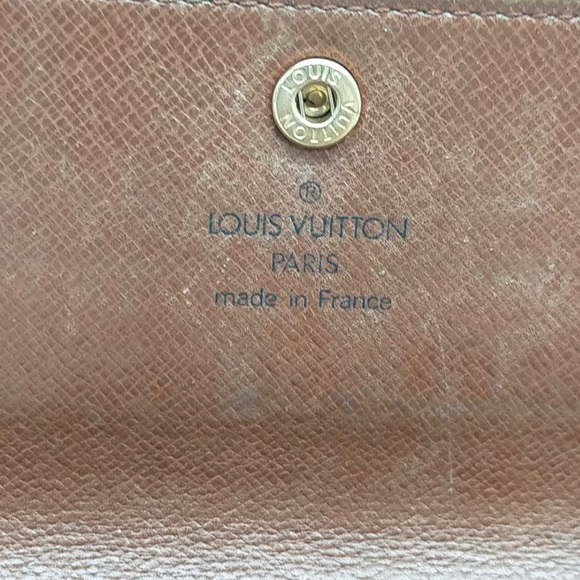 LOUIS
VUITTON
®
LOUIS VUITTON
PARIS
made in France